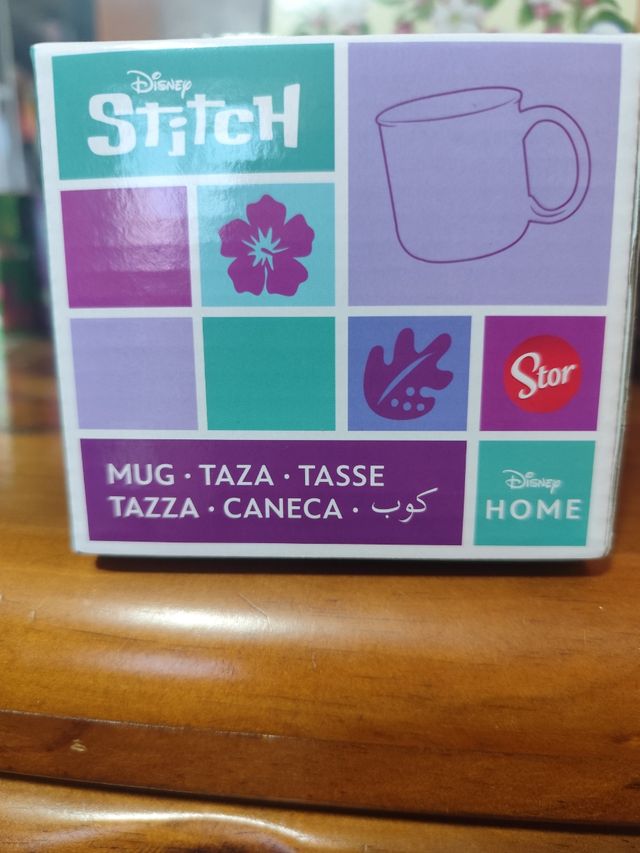 Disney
Stitch
Stor
MUG · TAZA · TASSE
TAZZA · CANECA · كوب
Disney
HOME